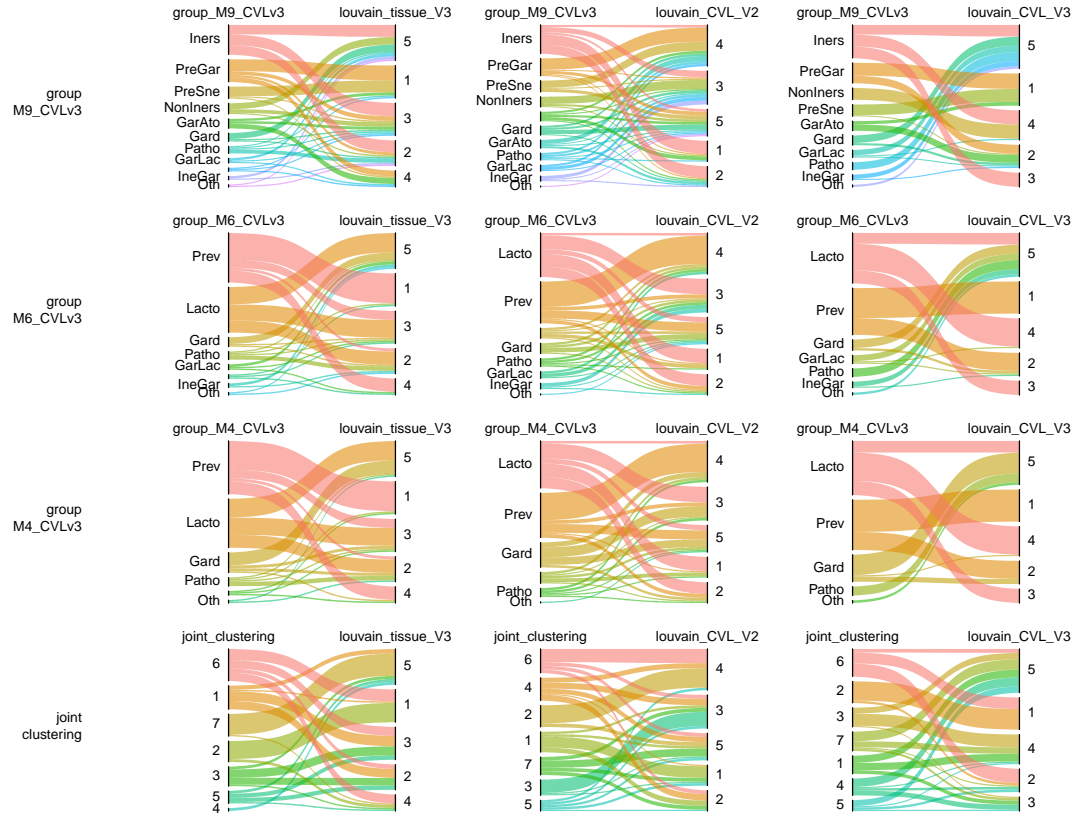 group_M9_CVLv3 louvain_tissue_V3 group_M9_CVLv3 louvain_CVL_V2 group_M9_CVLv3 louvain_CVL_V3
group
M9_CVLv3
Iners
PreGar
PreSne
NonIners
GarAto
Gard
Patho
GarLac
IneGar
Oth
5
1
3
2
4
Iners
PreGar
NonIners
Gard
GarAto
Patho
GarLac
IneGar
Oth
4
3
5
1
2
Iners
PreGar
NonIners
PreSne
GarAto
Gard
GarLac
Patho
IneGar
Oth
5
1
4
2
3
group_M6_CVLv3 louvain_tissue_V3 group_M6_CVLv3 louvain_CVL_V2 group_M6_CVLv3 louvain_CVL_V3
group
M6_CVLv3
Prev
Lacto
Gard
Patho
GarLac
IneGar
Oth
5
1
3
2
4
Lacto
Prev
Gard
Patho
GarLac
IneGar
Oth
4
3
5
1
2
Lacto
Prev
Gard
GarLac
Patho
IneGar
Oth
5
1
4
2
3
group_M4_CVLv3 louvain_tissue_V3 group_M4_CVLv3 louvain_CVL_V2 group_M4_CVLv3 louvain_CVL_V3
group
M4_CVLv3
Prev
Lacto
Gard
Patho
Oth
5
1
3
2
4
Lacto
Prev
Gard
Patho
Oth
4
3
5
1
2
Lacto
Prev
Gard
Patho
Oth
5
1
4
2
3
joint_clustering louvain_tissue_V3 joint_clustering louvain_CVL_V2 joint_clustering louvain_CVL_V3
joint
clustering
6
1
7
2
3
5
4
5
1
3
2
4
6
4
2
1
7
3
5
4
3
5
1
2
6
2
3
7
1
4
5
5
1
4
2
3